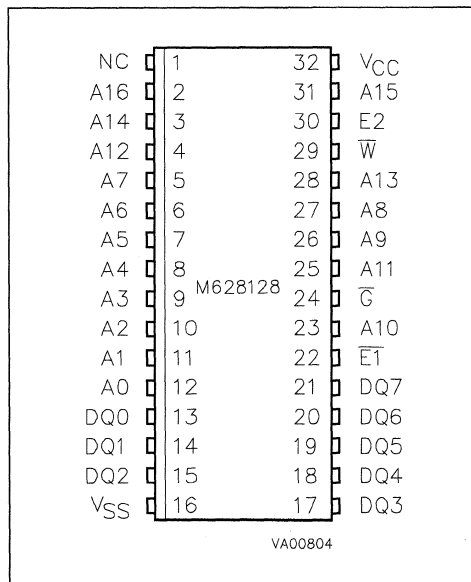 NC 1 32 V_CC
A16 2 31 A15
A14 3 30 E2
A12 4 29 W̅
A7 5 28 A13
A6 6 27 A8
A5 7 26 A9
A4 8 25 A11
M628128
A3 9 24 G̅
A2 10 23 A10
A1 11 22 E̅1̅
A0 12 21 DQ7
DQ0 13 20 DQ6
DQ1 14 19 DQ5
DQ2 15 18 DQ4
V_SS 16 17 DQ3
VA00804